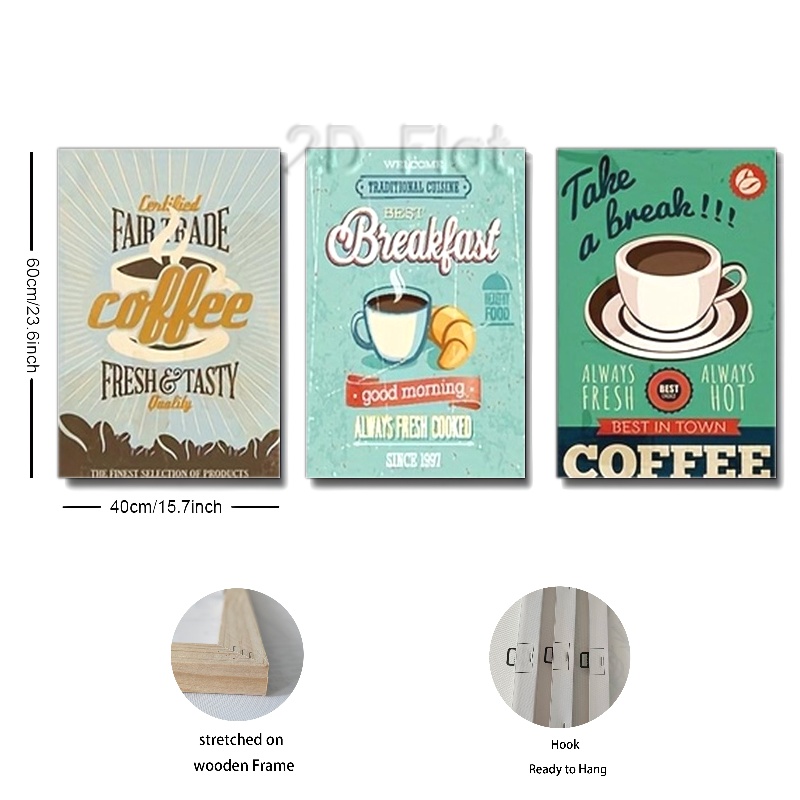 2D Flat
60cm/23.6inch
40cm/15.7inch
Certified
FAIR TRADE
coffee
FRESH & TASTY
Quality
THE FINEST SELECTION OF PRODUCTS
WELCOME
TRADITIONAL CUISINE
BEST
Breakfast
HEALTHY
FOOD
good morning
ALWAYS FRESH COOKED
SINCE 1997
Take
a break!!!
ALWAYS
FRESH
BEST
ALWAYS
HOT
BEST IN TOWN
COFFEE
stretched on
wooden Frame
Hook
Ready to Hang